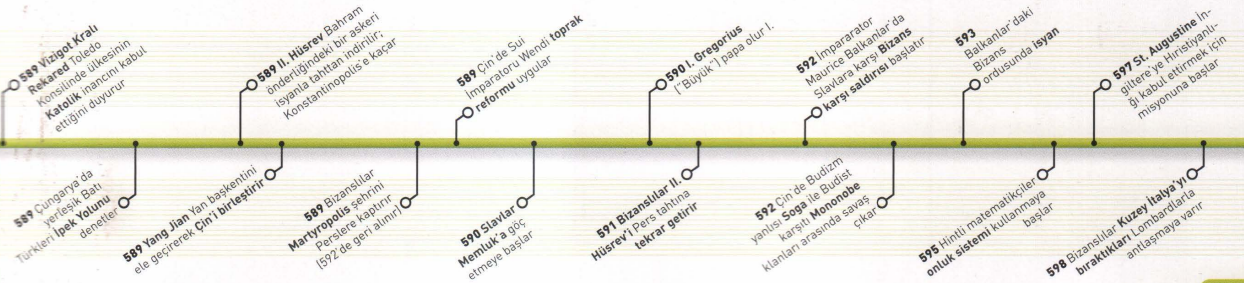 589 Vizigot Kralı
Rekared Toledo
Konsilinde ülkesinin
Katolik inancını kabul
ettiğini duyurur
589 Çungarya'da
yerleşik Batı
Türkleri İpek Yolunu
denetler
589 II. Hüsrev Bahram
önderliğindeki bir askeri
isyanla tahttan indirilir;
Konstantinopolis'e kaçar
589 Yang Jian Yan başkentini
ele geçirerek Çin'i birleştirir
589 Bizanslılar
Martyropolis şehrini
Perslere kaptırır
(592'de geri alınır)
589 Çin'de Sui
İmparatoru Wendi toprak
reformu uygular
590 Slavlar
Memluk'a göç
etmeye başlar
590 I. Gregorius
("Büyük") papa olur I.
591 Bizanslılar II.
Hüsrev'i Pers tahtına
tekrar getirir
592 İmpararator
Maurice Balkanlar'da
Slavlara karşı Bizans
karşı saldırısı başlatır
592 Çin'de Budizm
yanlısı Soga ile Budist
karşıtı Mononobe
klanları arasında savaş
çıkar
593
Balkanlar'daki
Bizans
ordusunda isyan
595 Hintli matematikçiler
onluk sistemi kullanmaya
başlar
597 St. Augustine İn-
giltere'ye Hıristiyanlı-
ğı kabul ettirmek için
misyonuna başlar
598 Bizanslılar Kuzey İtalya'yı
bıraktıkları Lombardlarla
antlaşmaya varır